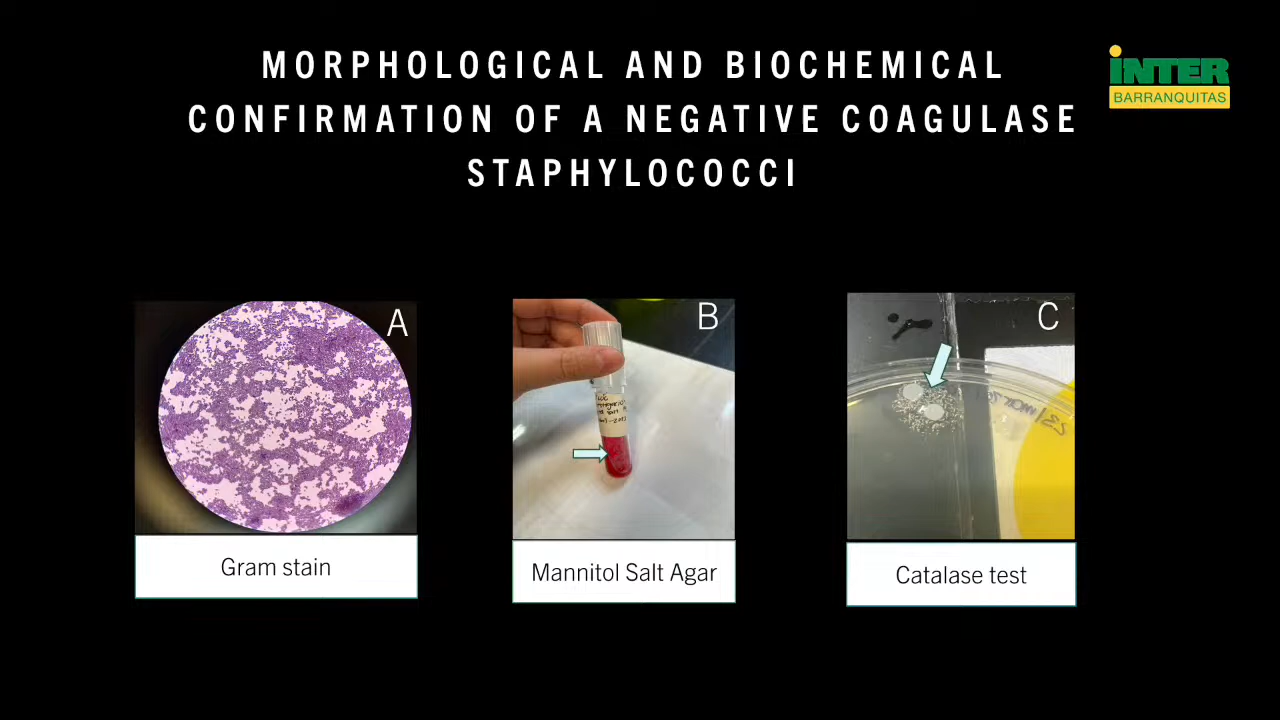 MORPHOLOGICAL AND BIOCHEMICAL
CONFIRMATION OF A NEGATIVE COAGULASE
STAPHYLOCOCCI
INTER
BARRANQUITAS
A
B
C
Gram stain
Mannitol Salt Agar
Catalase test